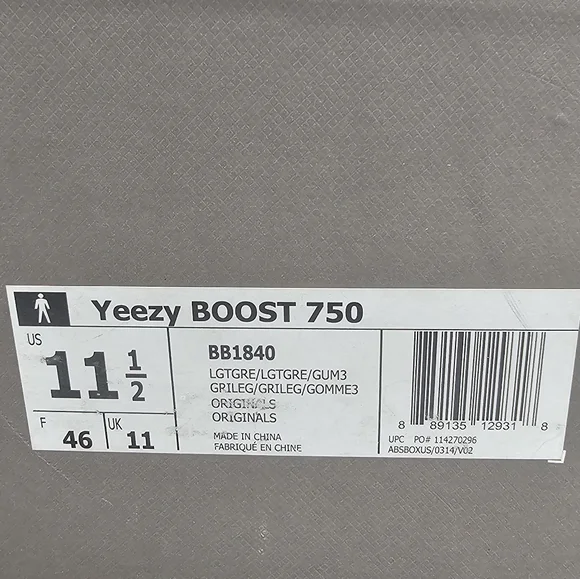 Yeezy BOOST 750
US
11 1/2
F
46
UK
11
BB1840
LGTGRE/LGTGRE/GUM3
GRILEG/GRILEG/GOMME3
ORIGINALS
ORIGINALS
MADE IN CHINA
FABRIQUÉ EN CHINE
8 89135 12931 8
UPC PO# 114270296
ABSBOXUS/0314/V02